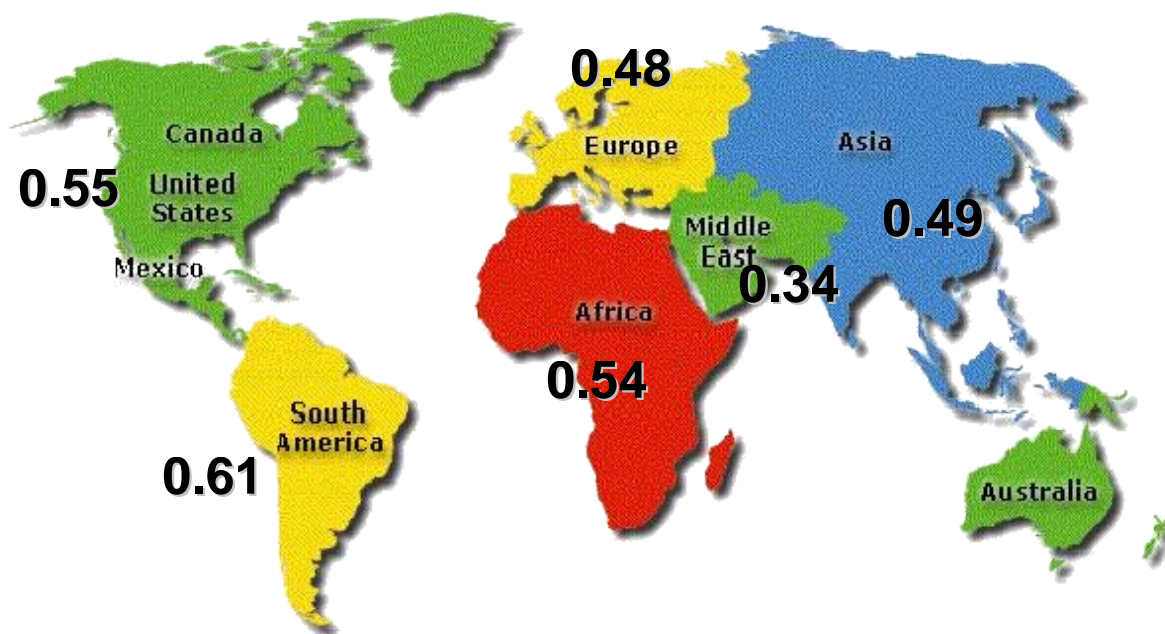 0.48
Canada
Europe
Asia
0.55
United
States
0.49
Middle
East
Mexico
0.34
Africa
0.54
South
America
0.61
Australia